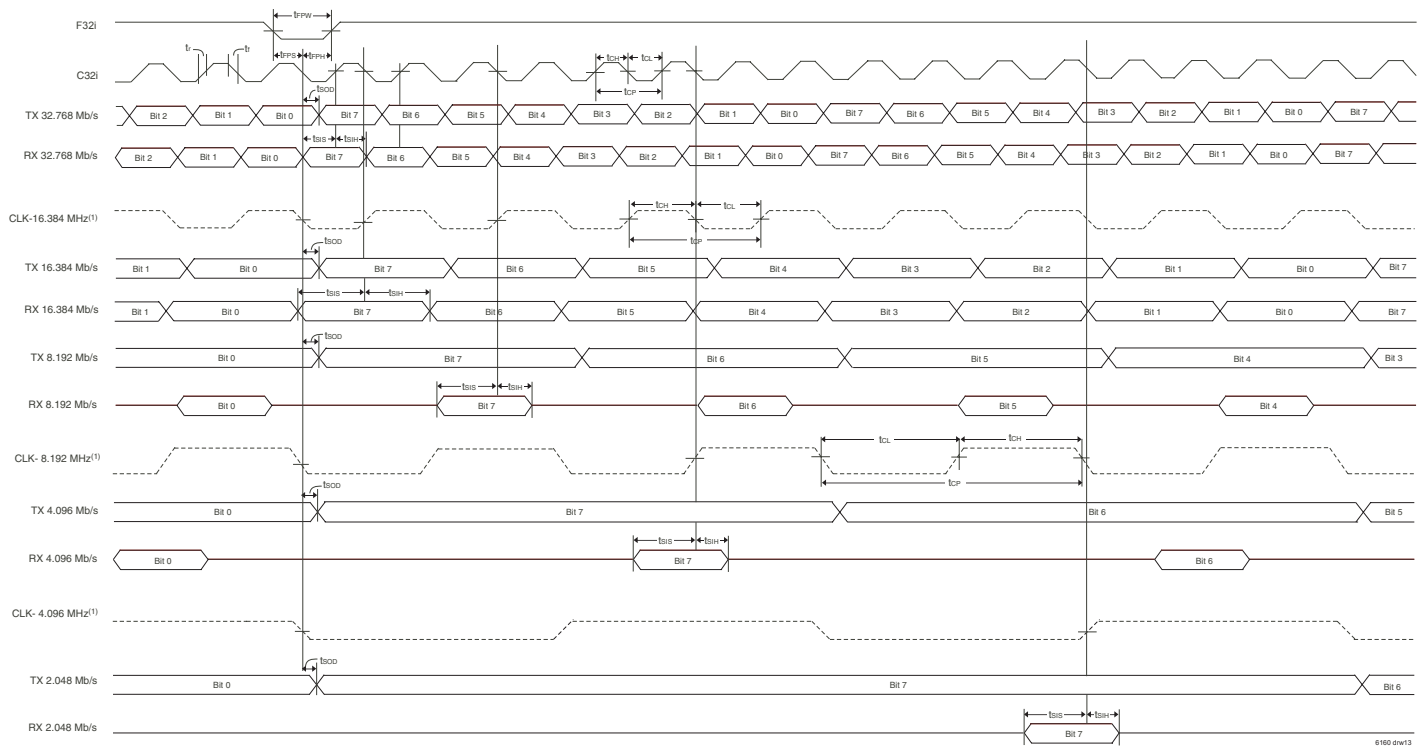 F32i
tFPW
tFPS tFPH
tr tf
C32i
tCH tCL
tCP
tSOD
TX 32.768 Mb/s Bit 2 Bit 1 Bit 0 Bit 7 Bit 6 Bit 5 Bit 4 Bit 3 Bit 2 Bit 1 Bit 0 Bit 7 Bit 6 Bit 5 Bit 4 Bit 3 Bit 2 Bit 1 Bit 0 Bit 7
tSIS tSIH
RX 32.768 Mb/s Bit 2 Bit 1 Bit 0 Bit 7 Bit 6 Bit 5 Bit 4 Bit 3 Bit 2 Bit 1 Bit 0 Bit 7 Bit 6 Bit 5 Bit 4 Bit 3 Bit 2 Bit 1 Bit 0 Bit 7
tCH tCL
CLK-16.384 MHz(1)
tCP
tSOD
TX 16.384 Mb/s Bit 1 Bit 0 Bit 7 Bit 6 Bit 5 Bit 4 Bit 3 Bit 2 Bit 1 Bit 0 Bit 7
tSIS tSIH
RX 16.384 Mb/s Bit 1 Bit 0 Bit 7 Bit 6 Bit 5 Bit 4 Bit 3 Bit 2 Bit 1 Bit 0 Bit 7
tSOD
TX 8.192 Mb/s Bit 0 Bit 7 Bit 6 Bit 5 Bit 4 Bit 3
tSIS tSIH
RX 8.192 Mb/s Bit 0 Bit 7 Bit 6 Bit 5 Bit 4
tCL tCH
CLK- 8.192 MHz(1)
tCP
tSOD
TX 4.096 Mb/s Bit 0 Bit 7 Bit 6 Bit 5
tSIS tSIH
RX 4.096 Mb/s Bit 0 Bit 7 Bit 6
CLK- 4.096 MHz(1)
tSOD
TX 2.048 Mb/s Bit 0 Bit 7 Bit 6
tSIS tSIH
RX 2.048 Mb/s Bit 7
6160 drw13